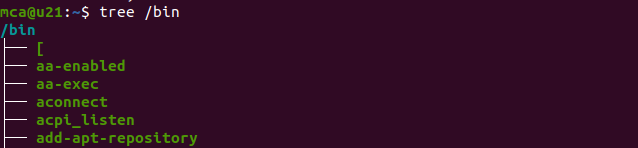 mca@u21:~$ tree /bin
/bin
├── [
├── aa-enabled
├── aa-exec
├── aconnect
├── acpi_listen
├── add-apt-repository